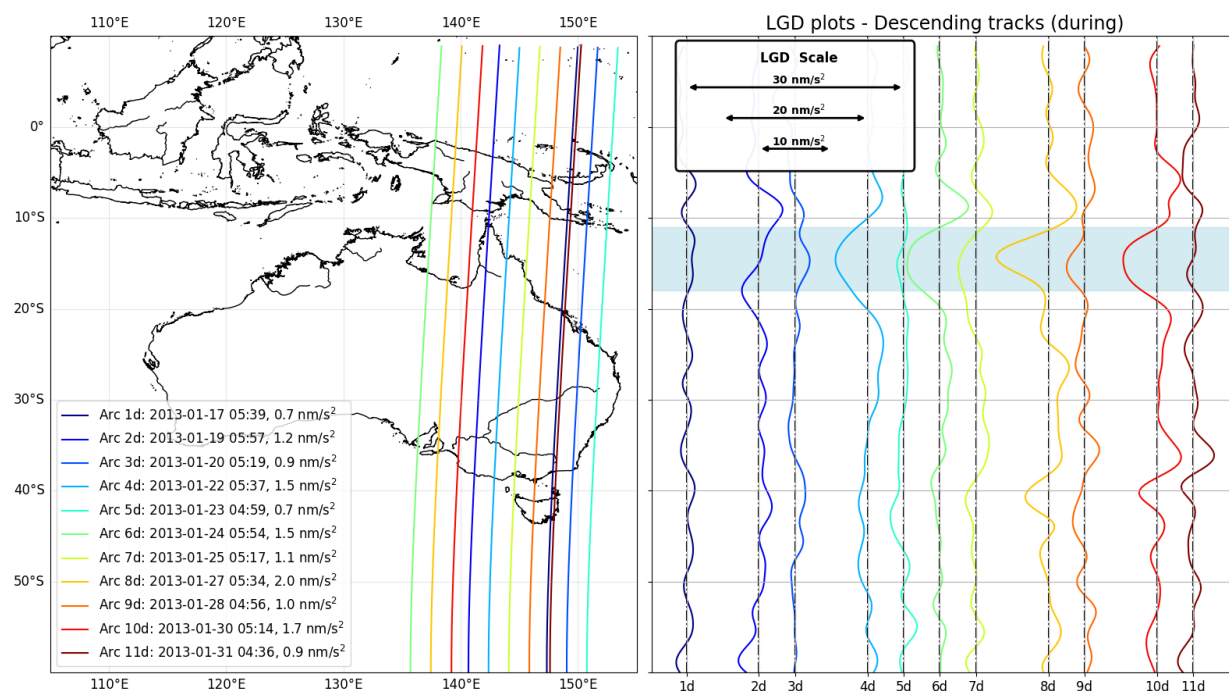 110°E 120°E 130°E 140°E 150°E
LGD plots - Descending tracks (during)
LGD Scale
30 nm/s²
20 nm/s²
10 nm/s²
0°
10°S
20°S
30°S
40°S
50°S
Arc 1d: 2013-01-17 05:39, 0.7 nm/s²
Arc 2d: 2013-01-19 05:57, 1.2 nm/s²
Arc 3d: 2013-01-20 05:19, 0.9 nm/s²
Arc 4d: 2013-01-22 05:37, 1.5 nm/s²
Arc 5d: 2013-01-23 04:59, 0.7 nm/s²
Arc 6d: 2013-01-24 05:54, 1.5 nm/s²
Arc 7d: 2013-01-25 05:17, 1.1 nm/s²
Arc 8d: 2013-01-27 05:34, 2.0 nm/s²
Arc 9d: 2013-01-28 04:56, 1.0 nm/s²
Arc 10d: 2013-01-30 05:14, 1.7 nm/s²
Arc 11d: 2013-01-31 04:36, 0.9 nm/s²
110°E 120°E 130°E 140°E 150°E
1d 2d 3d 4d 5d 6d 7d 8d 9d 10d 11d